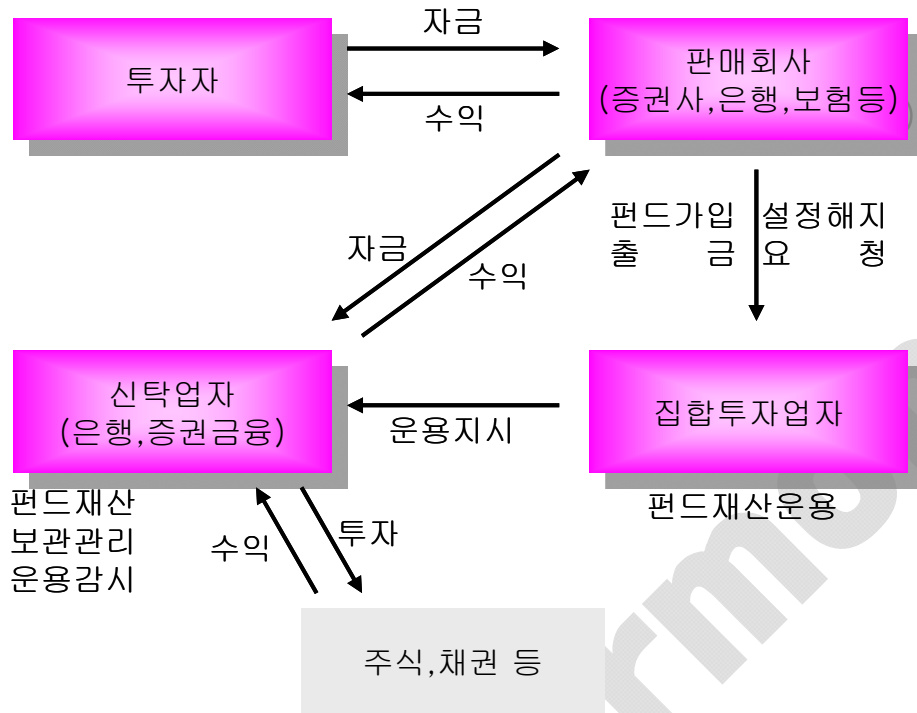 자금
투자자
판매회사
(증권사,은행,보험등)
수익
펀드가입 설정해지
출 금 요 청
자금
수익
신탁업자
(은행,증권금융)
운용지시
집합투자업자
펀드재산
보관관리
운용감시
펀드재산운용
수익
투자
주식,채권 등